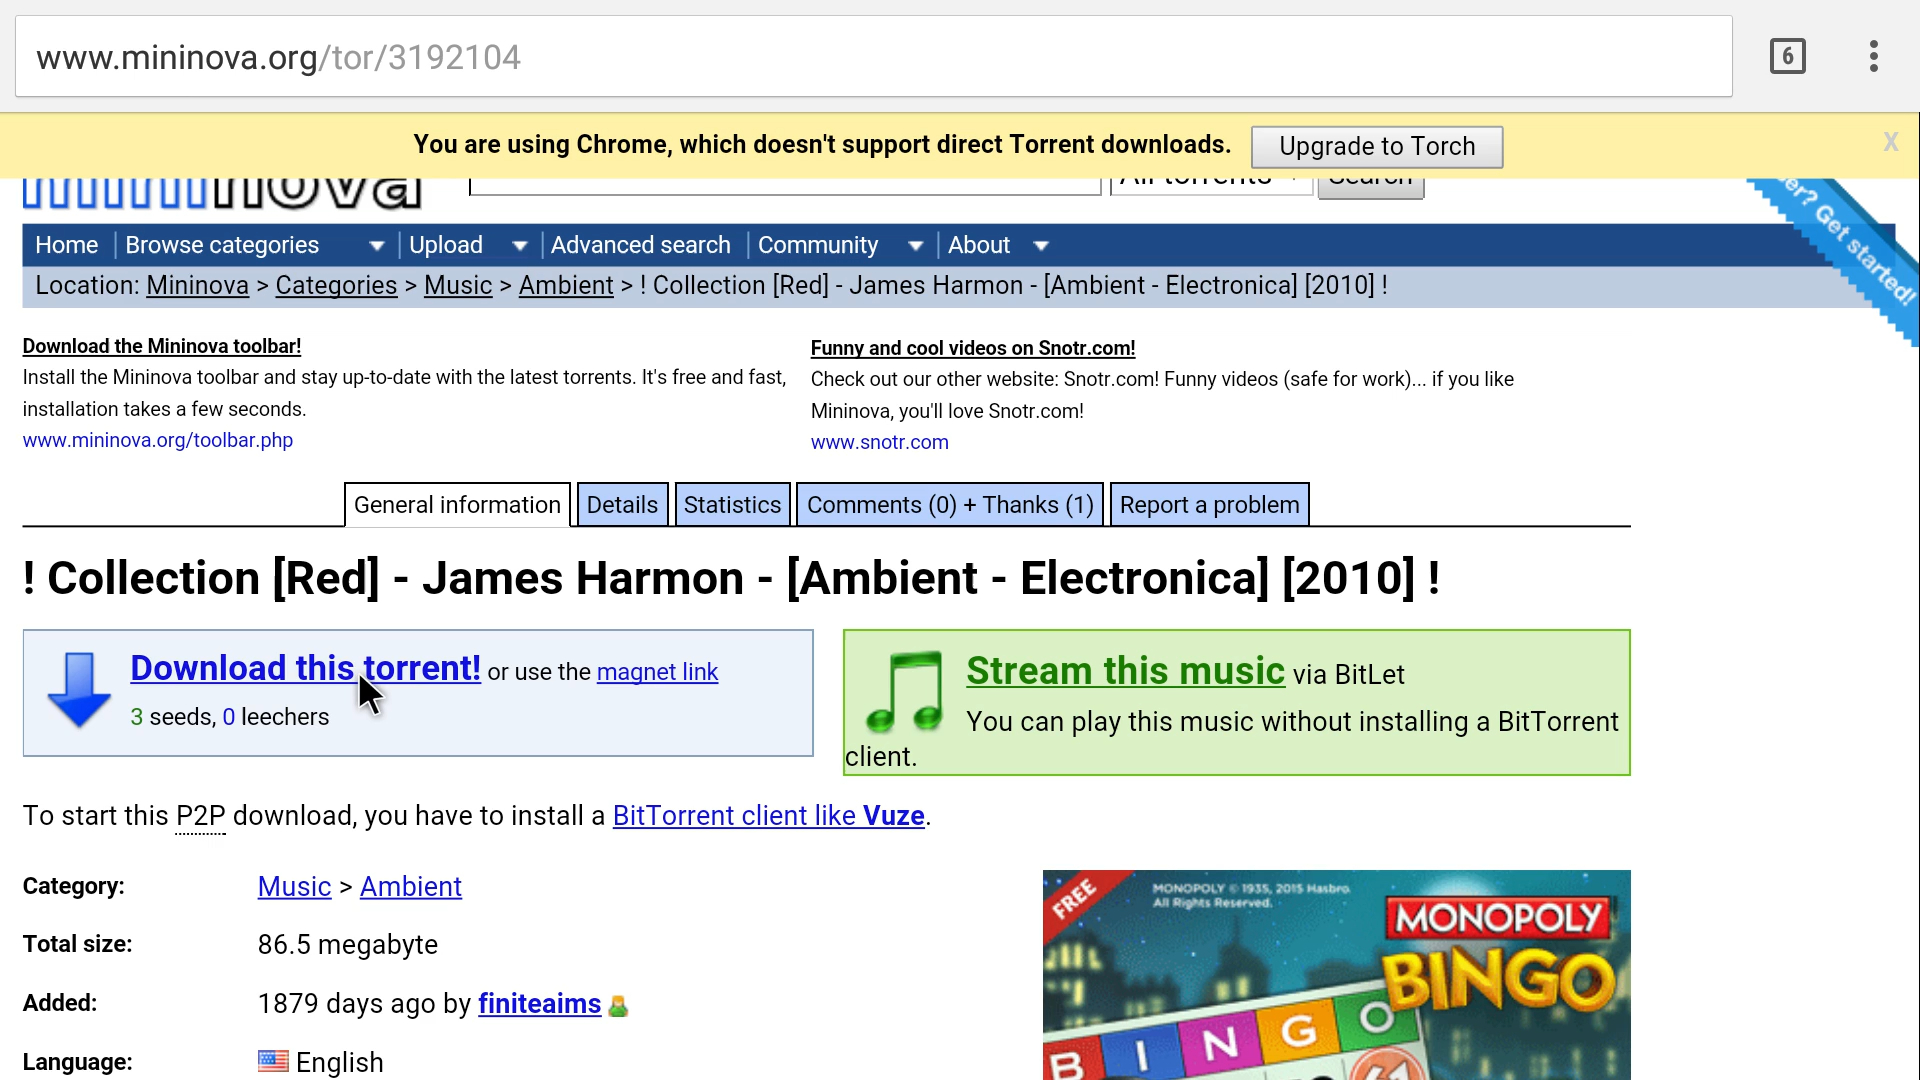 www.mininova.org/tor/3192104
6
You are using Chrome, which doesn't support direct Torrent downloads.
Upgrade to Torch
X
mininova
All torrents
Search
Get started!
Home
Browse categories
Upload
Advanced search
Community
About
Location: Mininova > Categories > Music > Ambient > ! Collection [Red] - James Harmon - [Ambient - Electronica] [2010] !
Download the Mininova toolbar!
Install the Mininova toolbar and stay up-to-date with the latest torrents. It's free and fast,
installation takes a few seconds.
www.mininova.org/toolbar.php
Funny and cool videos on Snotr.com!
Check out our other website: Snotr.com! Funny videos (safe for work)... if you like
Mininova, you'll love Snotr.com!
www.snotr.com
General information
Details
Statistics
Comments (0) + Thanks (1)
Report a problem
! Collection [Red] - James Harmon - [Ambient - Electronica] [2010] !
Download this torrent! or use the magnet link
3 seeds, 0 leechers
Stream this music via BitLet
You can play this music without installing a BitTorrent
client.
To start this P2P download, you have to install a BitTorrent client like Vuze.
Category: Music > Ambient
Total size: 86.5 megabyte
Added: 1879 days ago by finiteaims
Language: English
FREE
MONOPOLY © 1935, 2015 Hasbro.
All Rights Reserved.
MONOPOLY
BINGO
B I N G O
61